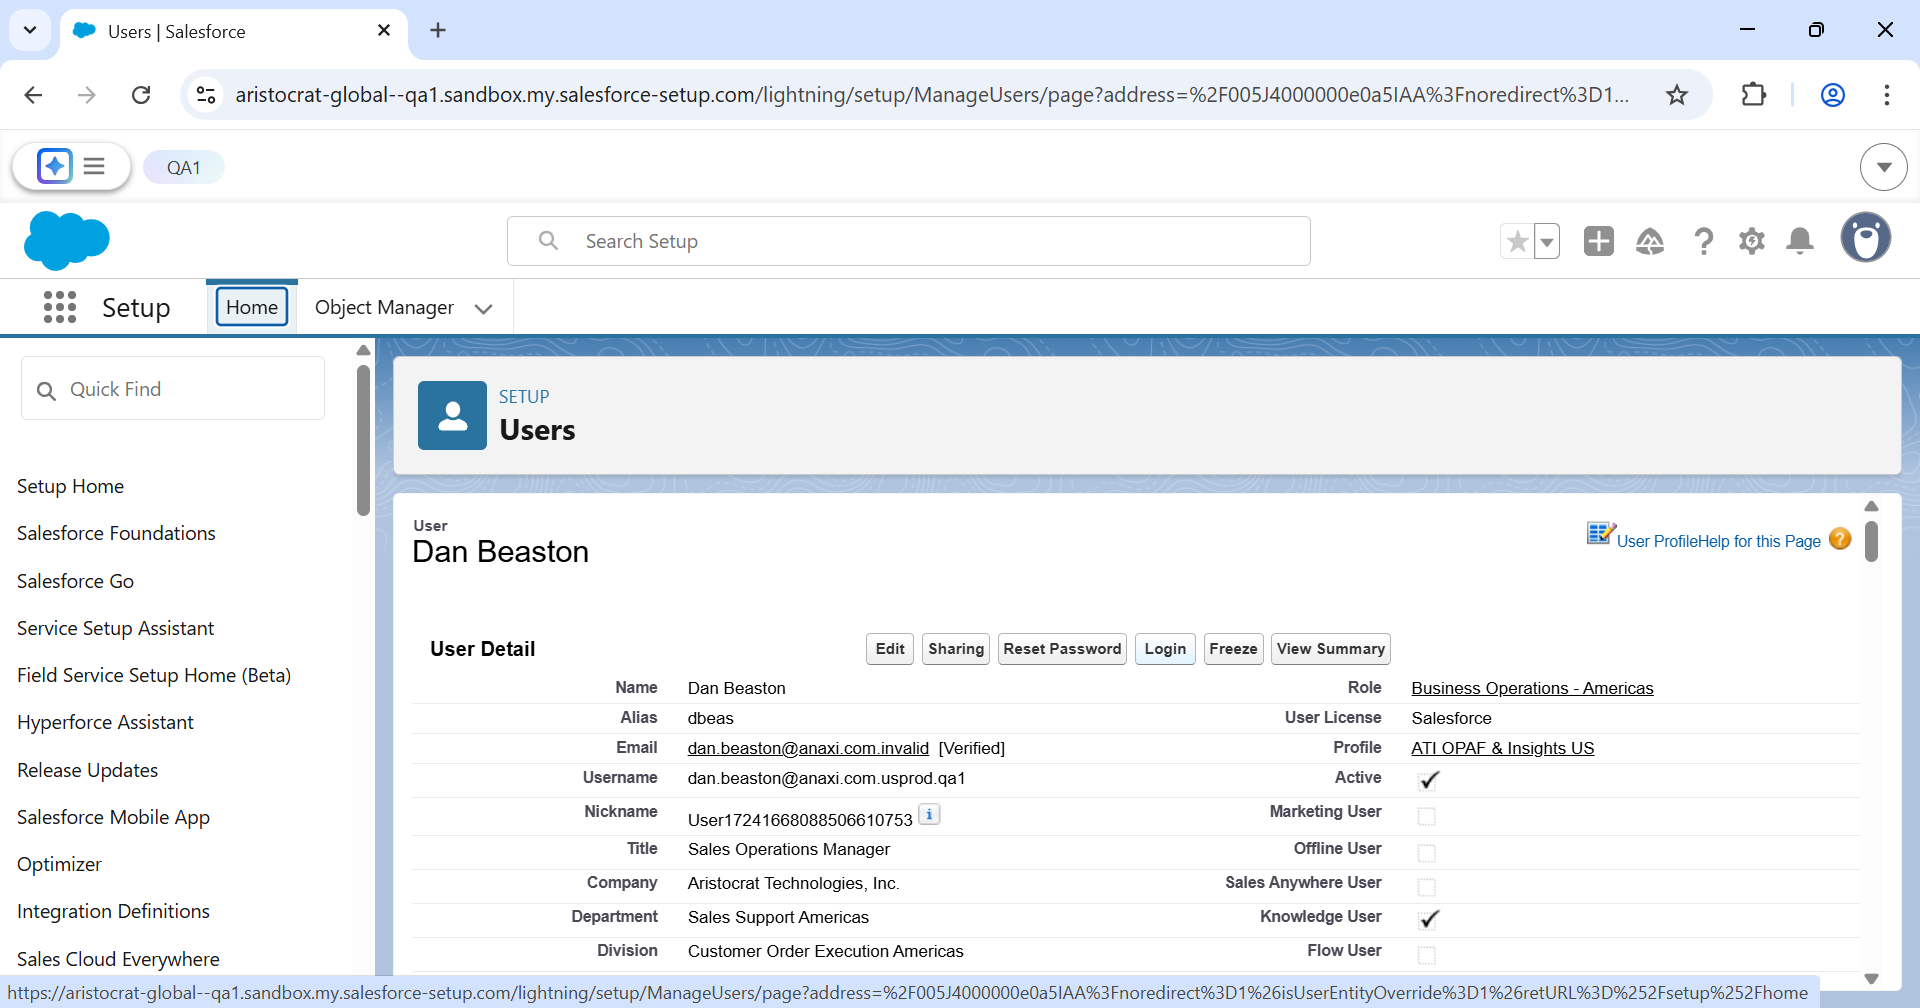 Users | Salesforce
aristocrat-global--qa1.sandbox.my.salesforce-setup.com/lightning/setup/ManageUsers/page?address=%2F005J4000000e0a5IAA%3Fnoredirect%3D1...
QA1
Search Setup
Setup
Home
Object Manager
Quick Find
Setup Home
Salesforce Foundations
Salesforce Go
Service Setup Assistant
Field Service Setup Home (Beta)
Hyperforce Assistant
Release Updates
Salesforce Mobile App
Optimizer
Integration Definitions
Sales Cloud Everywhere
SETUP
Users
User
Dan Beaston
User Profile Help for this Page
User Detail
Edit Sharing Reset Password Login Freeze View Summary
Name Dan Beaston Role Business Operations - Americas
Alias dbeas User License Salesforce
Email dan.beaston@anaxi.com.invalid [Verified] Profile ATI OPAF & Insights US
Username dan.beaston@anaxi.com.usprod.qa1 Active
Nickname User17241668088506610753 Marketing User
Title Sales Operations Manager Offline User
Company Aristocrat Technologies, Inc. Sales Anywhere User
Department Sales Support Americas Knowledge User
Division Customer Order Execution Americas Flow User
https://aristocrat-global--qa1.sandbox.my.salesforce-setup.com/lightning/setup/ManageUsers/page?address=%2F005J4000000e0a5IAA%3Fnoredirect%3D1%26isUserEntityOverride%3D1%26retURL%3D%252Fsetup%252Fhome